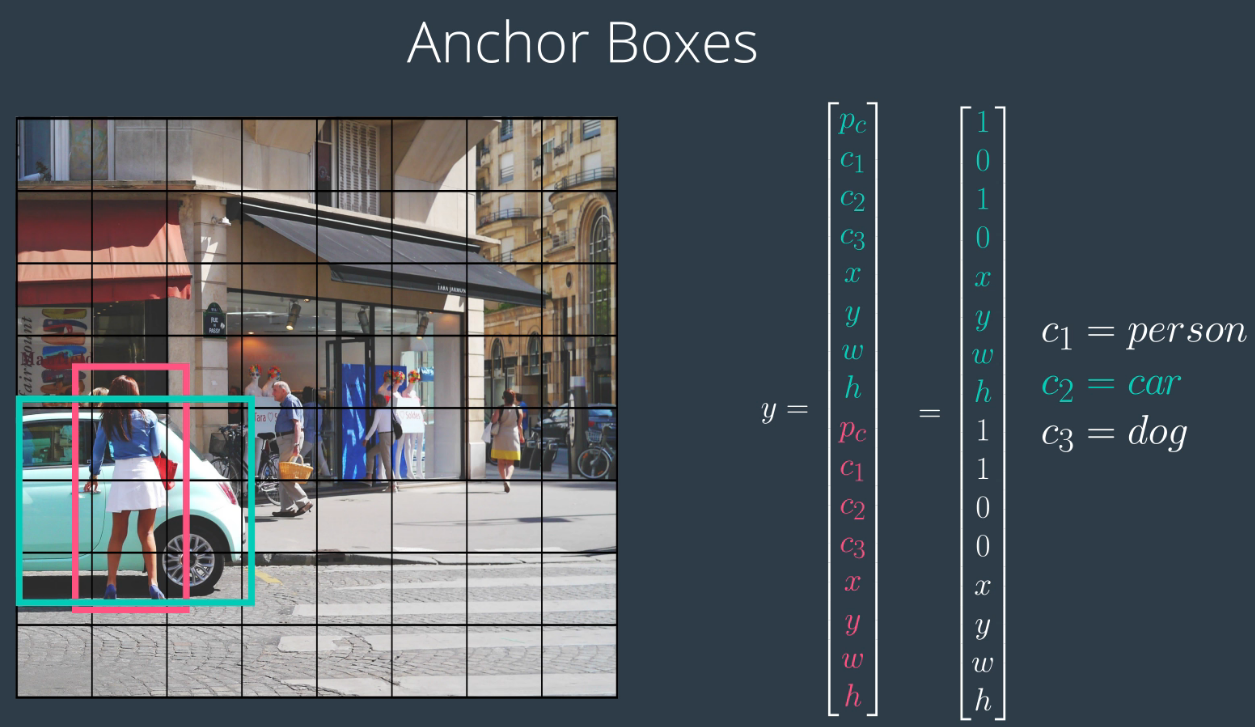 Anchor Boxes
y =
p_c
c_1
c_2
c_3
x
y
w
h
p_c
c_1
c_2
c_3
x
y
w
h
=
1
0
1
0
x
y
w
h
1
1
0
0
x
y
w
h
c_1 = person
c_2 = car
c_3 = dog